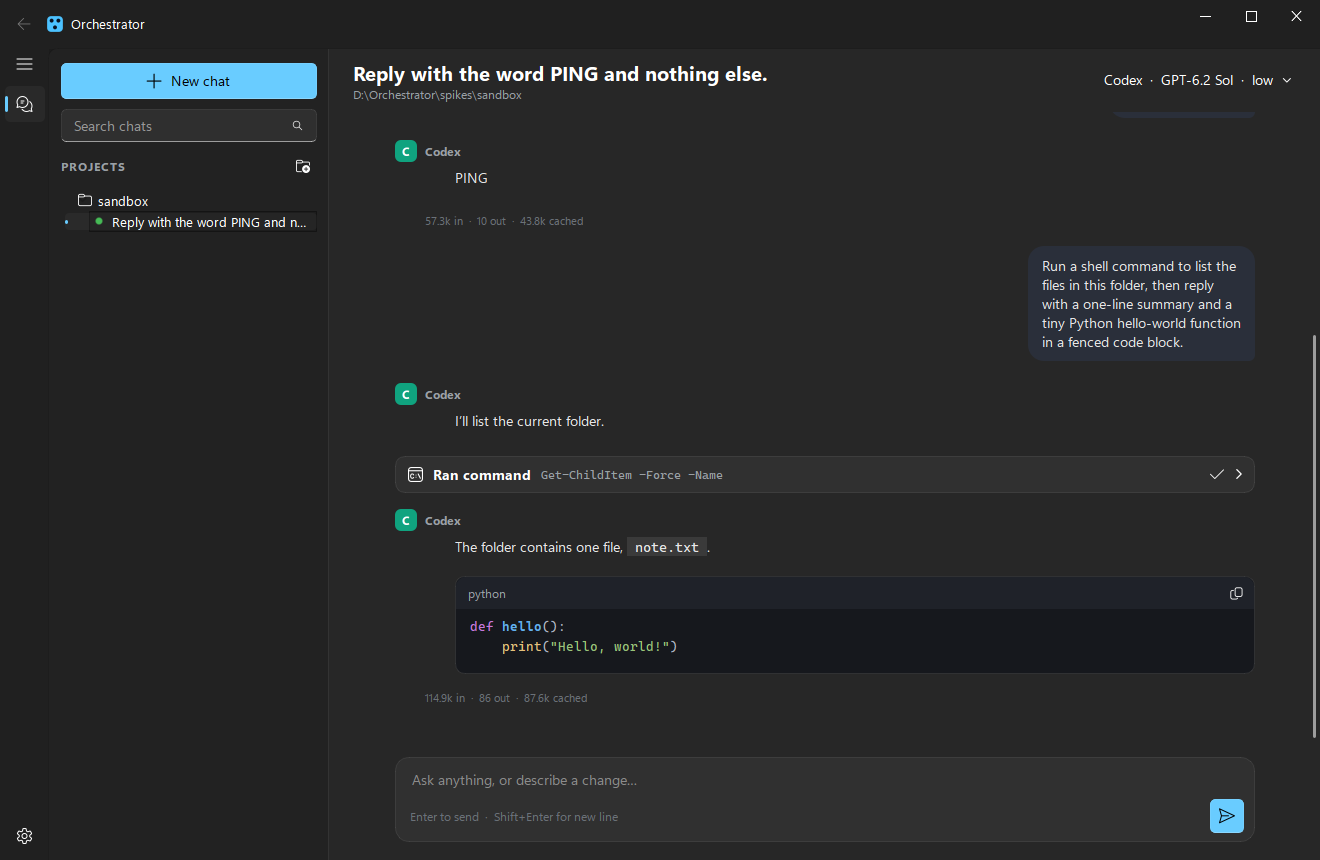 Orchestrator
New chat
Search chats
PROJECTS
sandbox
Reply with the word PING and n...
Reply with the word PING and nothing else.
D:\Orchestrator\spikes\sandbox
Codex · GPT-6.2 Sol · low
C Codex
PING
57.3k in · 10 out · 43.8k cached
Run a shell command to list the
files in this folder, then reply
with a one-line summary and a
tiny Python hello-world function
in a fenced code block.
C Codex
I'll list the current folder.
C:\ Ran command Get-ChildItem -Force -Name
C Codex
The folder contains one file, note.txt.
python
def hello():
    print("Hello, world!")
114.9k in · 86 out · 87.6k cached
Ask anything, or describe a change...
Enter to send · Shift+Enter for new line